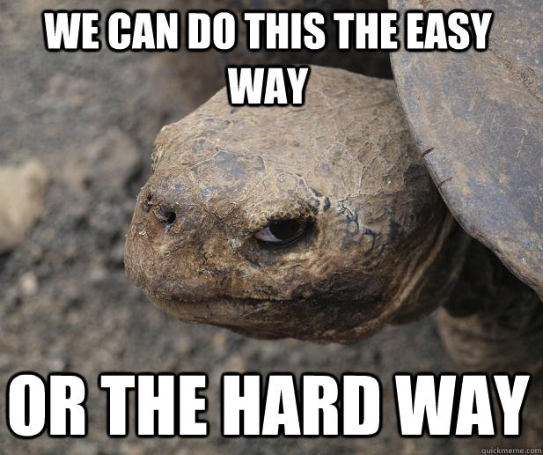 WE CAN DO THIS THE EASY
WAY
OR THE HARD WAY
quickmeme.com